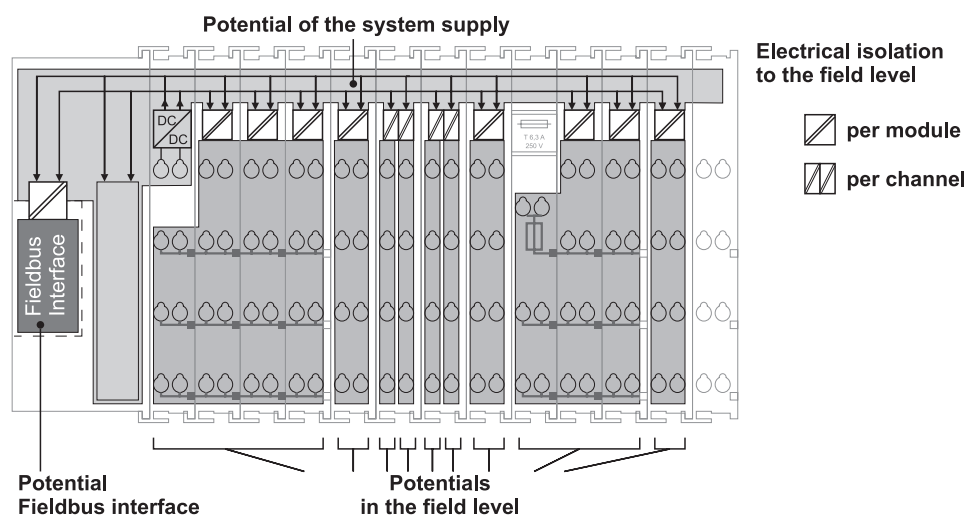 Potential of the system supply
Electrical isolation
to the field level
per module
per channel
DC
DC
T 6,3 A
250 V
Fieldbus
Interface
Potential
Fieldbus interface
Potentials
in the field level